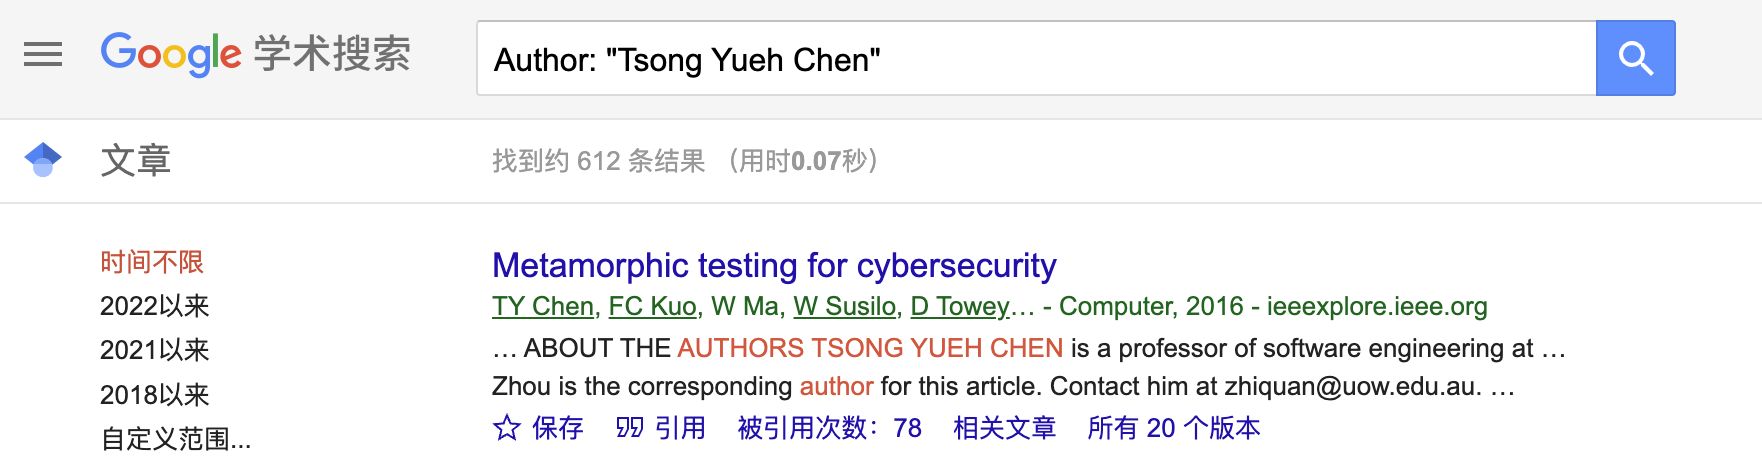 Google 学术搜索
Author: "Tsong Yueh Chen"
文章
找到约 612 条结果 （用时0.07秒）
时间不限
2022以来
2021以来
2018以来
自定义范围...
Metamorphic testing for cybersecurity
TY Chen, FC Kuo, W Ma, W Susilo, D Towey… - Computer, 2016 - ieeexplore.ieee.org
… ABOUT THE AUTHORS TSONG YUEH CHEN is a professor of software engineering at …
Zhou is the corresponding author for this article. Contact him at zhiquan@uow.edu.au. …
保存 引用 被引用次数：78 相关文章 所有 20 个版本